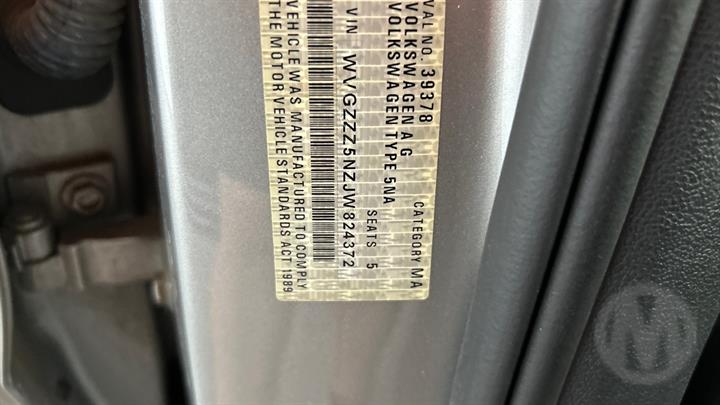 VAL NO. 39378
VOLKSWAGEN AG CATEGORY MA
VOLKSWAGEN TYPE 5NA
SEATS 5
VIN WVGZZZ5NZJW824372
VEHICLE WAS MANUFACTURED TO COMPLY
THE MOTOR VEHICLE STANDARDS ACT 1989
M